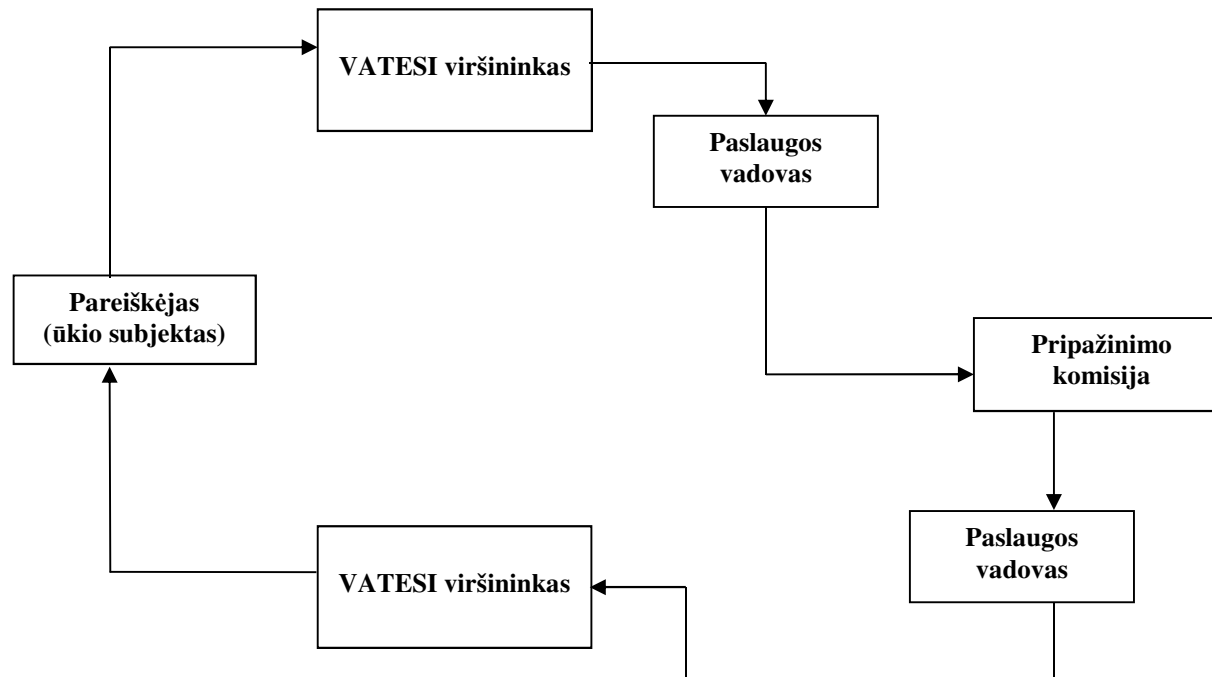 VATESI viršininkas
Paslaugos
vadovas
Pareiškėjas
(ūkio subjektas)
Pripažinimo
komisija
Paslaugos
vadovas
VATESI viršininkas